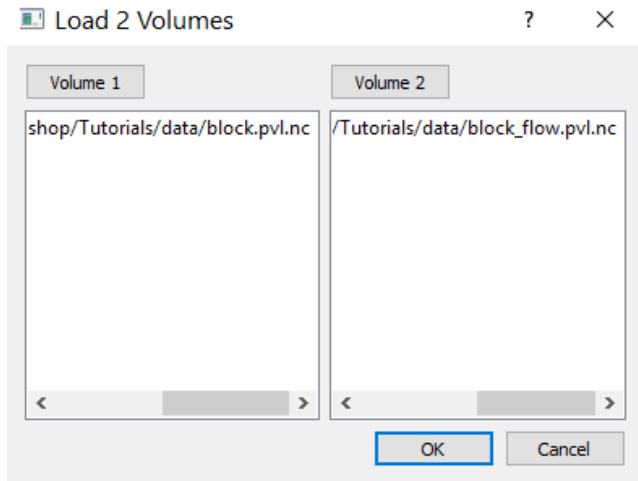 Load 2 Volumes ?
Volume 1 Volume 2
shop/Tutorials/data/block.pvl.nc /Tutorials/data/block_flow.pvl.nc
OK Cancel